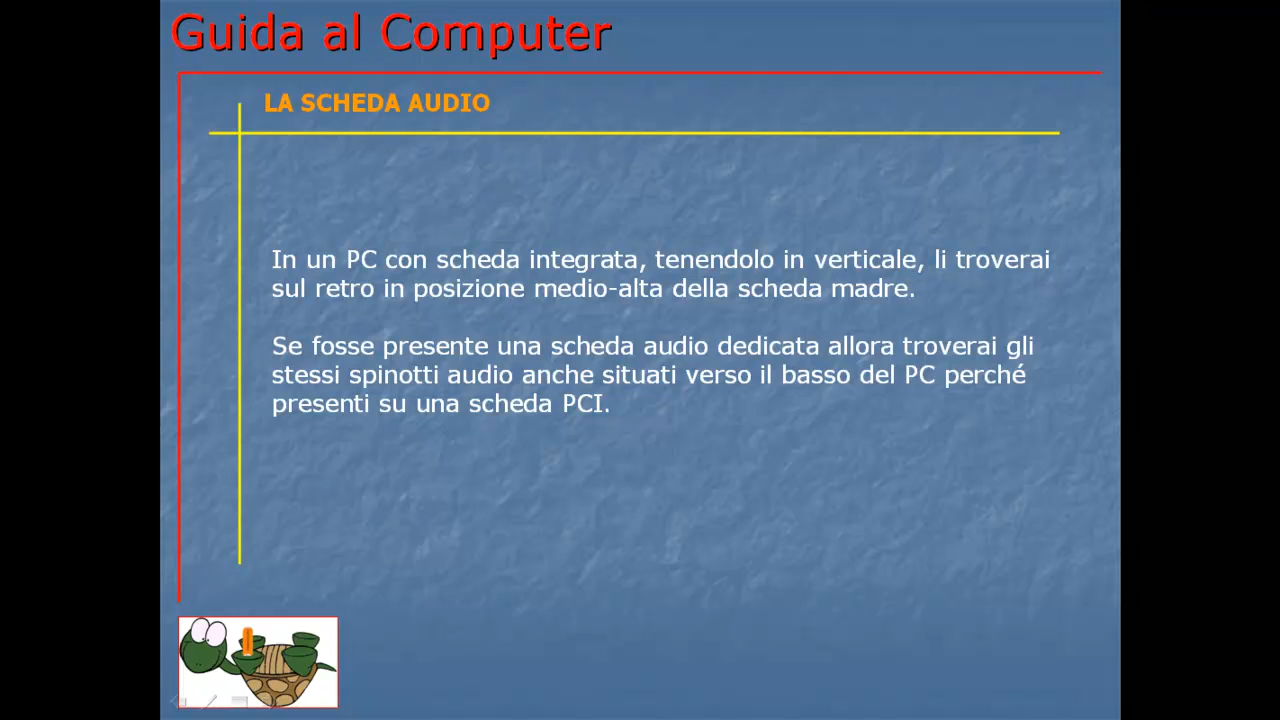 Guida al Computer
LA SCHEDA AUDIO
In un PC con scheda integrata, tenendolo in verticale, li troverai
sul retro in posizione medio-alta della scheda madre.
Se fosse presente una scheda audio dedicata allora troverai gli
stessi spinotti audio anche situati verso il basso del PC perché
presenti su una scheda PCI.